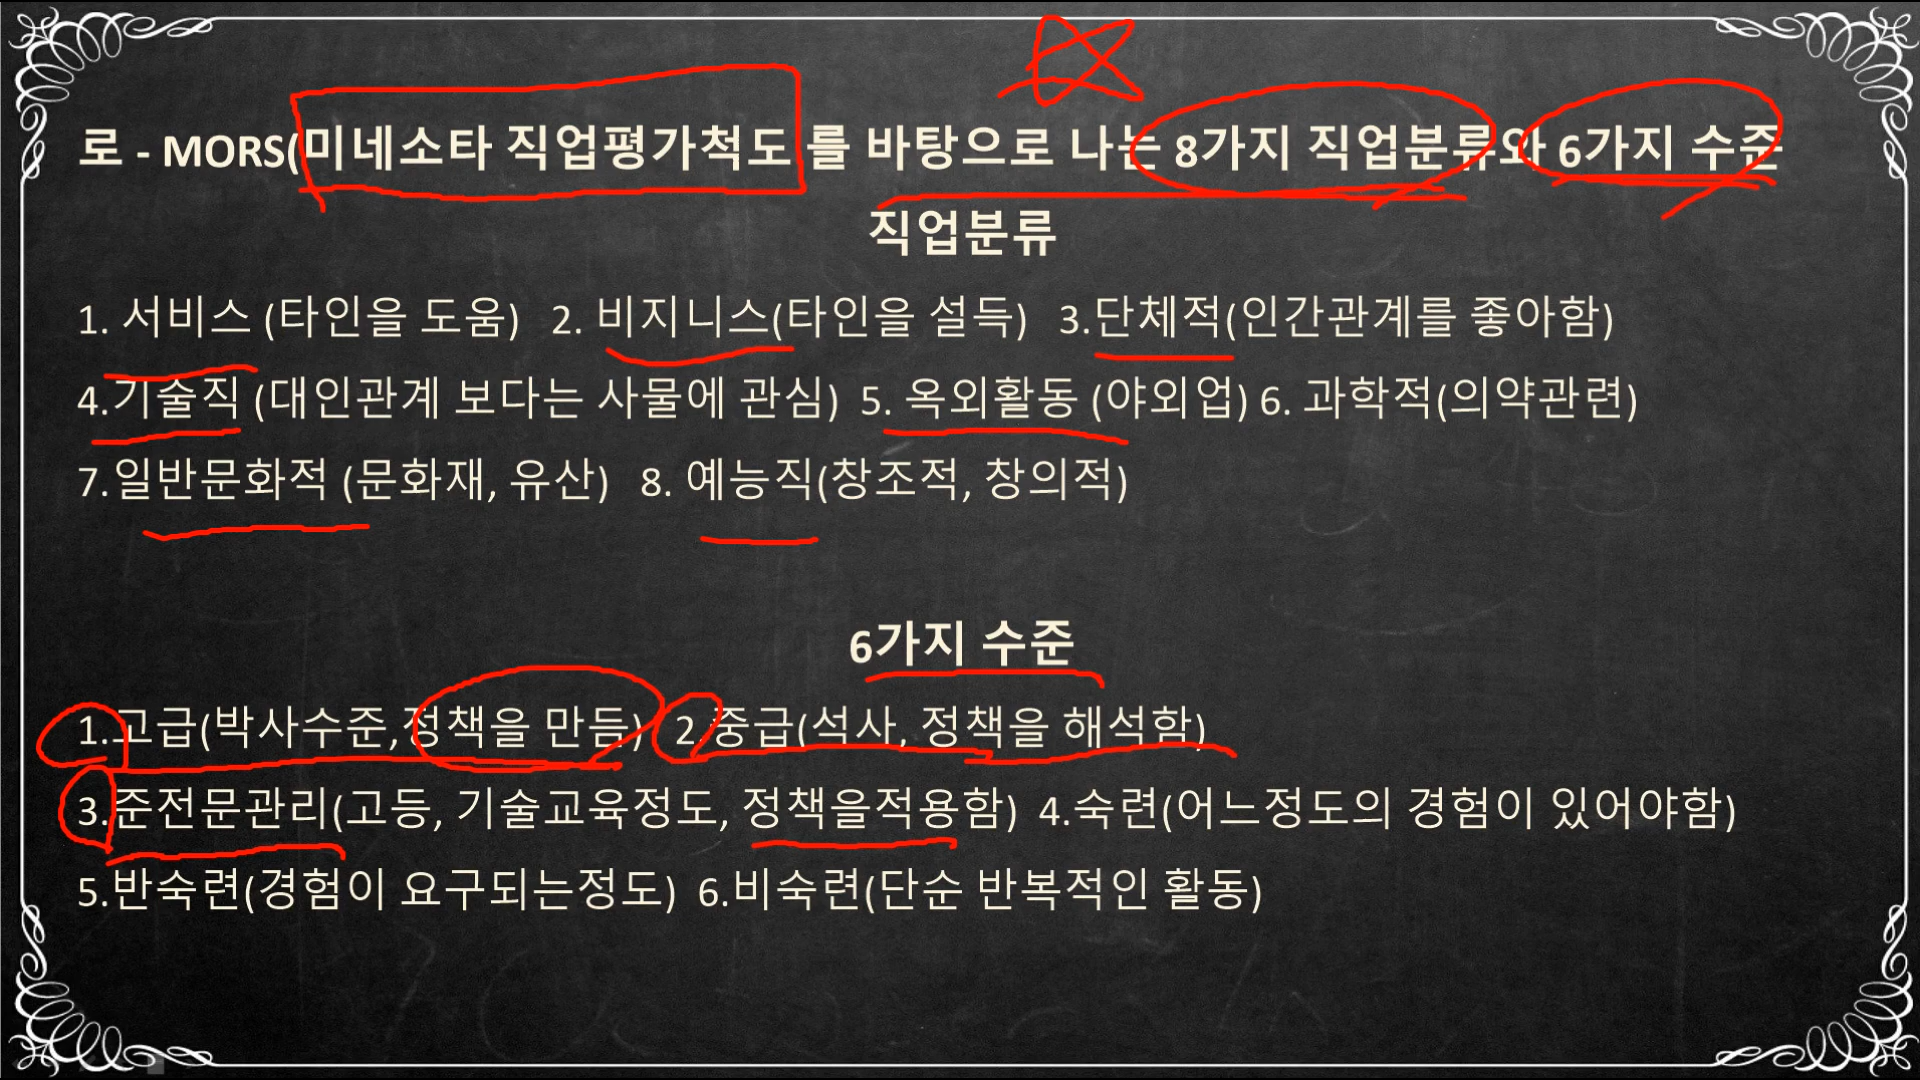 로 - MORS(미네소타 직업평가척도 를 바탕으로 나눈 8가지 직업분류와 6가지 수준
직업분류
1. 서비스 (타인을 도움)   2. 비지니스(타인을 설득)   3.단체적(인간관계를 좋아함)
4.기술직 (대인관계 보다는 사물에 관심)  5. 옥외활동 (야외업) 6. 과학적(의약관련)
7.일반문화적 (문화재, 유산)   8. 예능직(창조적, 창의적)
6가지 수준
1.고급(박사수준,정책을 만듬)   2.중급(석사, 정책을 해석함)
3.준전문관리(고등, 기술교육정도, 정책을적용함)  4.숙련(어느정도의 경험이 있어야함)
5.반숙련(경험이 요구되는정도)  6.비숙련(단순 반복적인 활동)